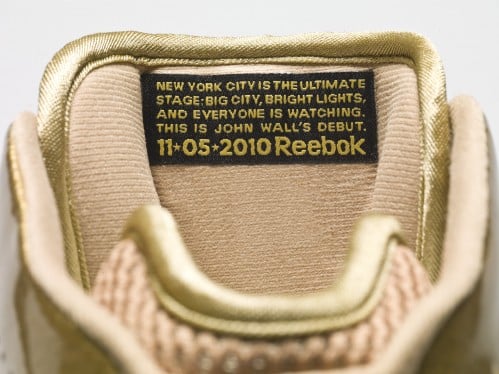 NEW YORK CITY IS THE ULTIMATE
STAGE: BIG CITY, BRIGHT LIGHTS,
AND EVERYONE IS WATCHING.
THIS IS JOHN WALL'S DEBUT.
11★05★2010 Reebok